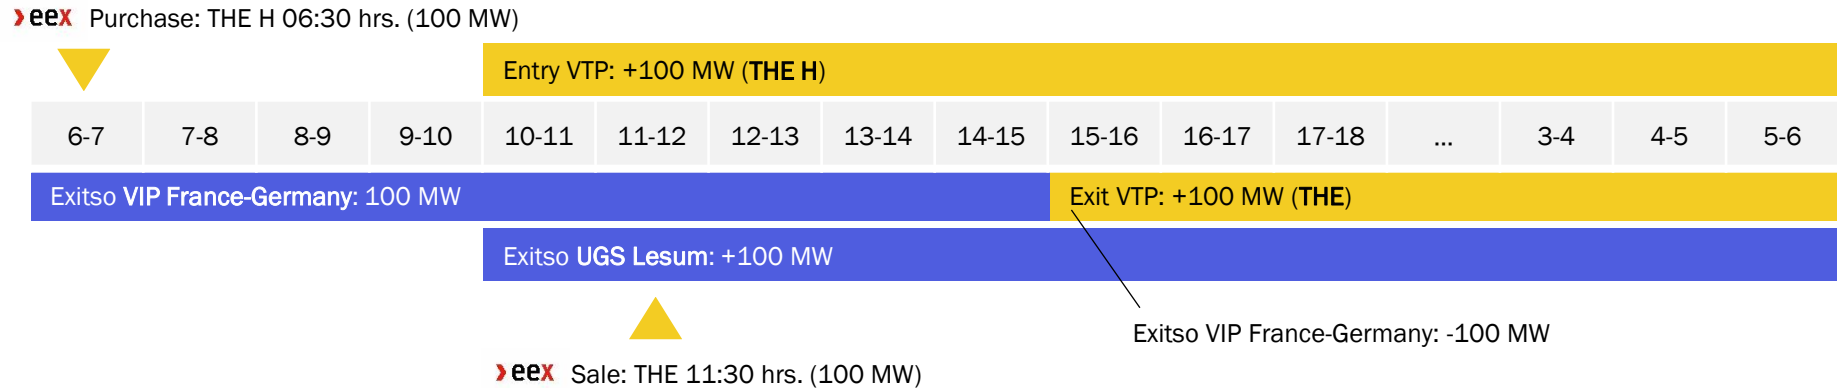 eex Purchase: THE H 06:30 hrs. (100 MW)
Entry VTP: +100 MW (THE H)
6-7 7-8 8-9 9-10 10-11 11-12 12-13 13-14 14-15 15-16 16-17 17-18 ... 3-4 4-5 5-6
Exitso VIP France-Germany: 100 MW Exit VTP: +100 MW (THE)
Exitso UGS Lesum: +100 MW
Exitso VIP France-Germany: -100 MW
eex Sale: THE 11:30 hrs. (100 MW)